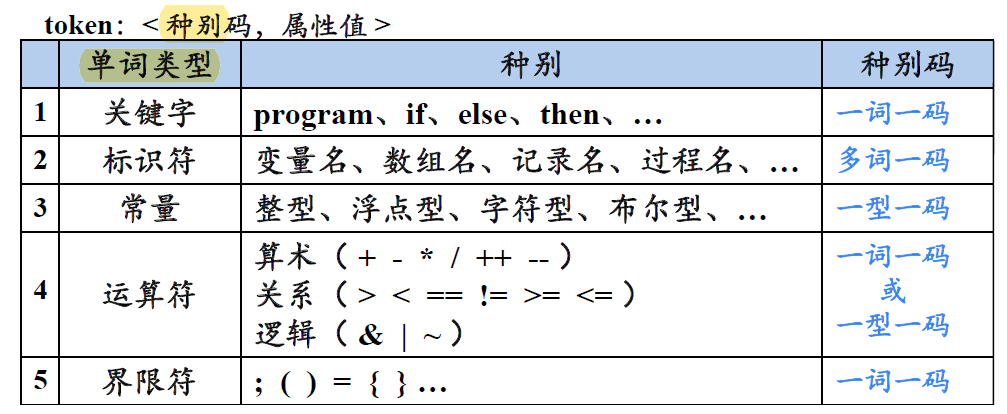 token：< 种别码，属性值 >
单词类型 种别 种别码
1 关键字 program、if、else、then、… 一词一码
2 标识符 变量名、数组名、记录名、过程名、… 多词一码
3 常量 整型、浮点型、字符型、布尔型、… 一型一码
4 运算符 算术（ + - * / ++ -- ） 一词一码
关系（ > < == != >= <= ） 或
逻辑（ & | ~ ） 一型一码
5 界限符 ; ( ) = { } … 一词一码